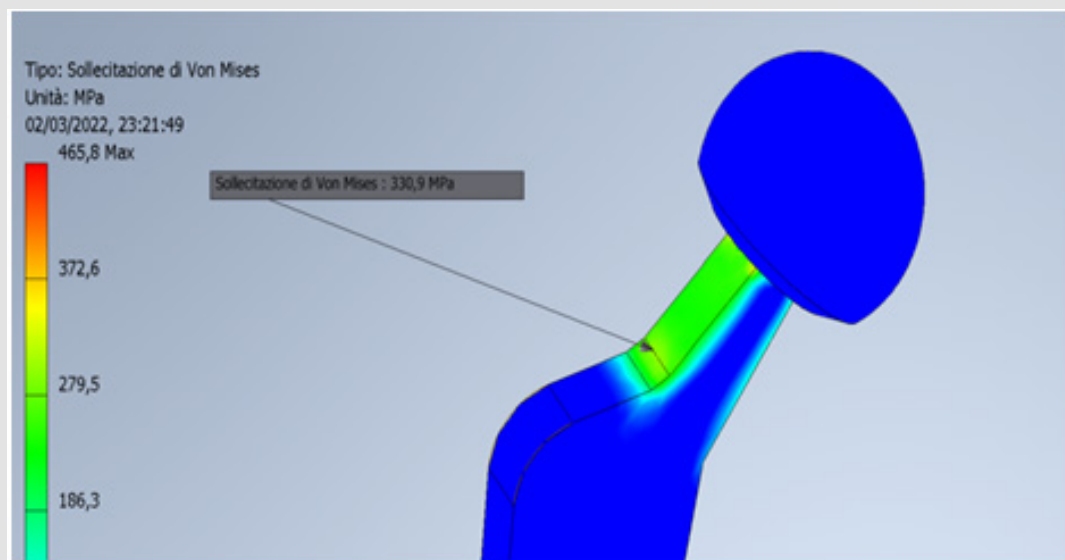 Tipo: Sollecitazione di Von Mises
Unità: MPa
02/03/2022, 23:21:49
465,8 Max
Sollecitazione di Von Mises : 330,9 MPa
372,6
279,5
186,3